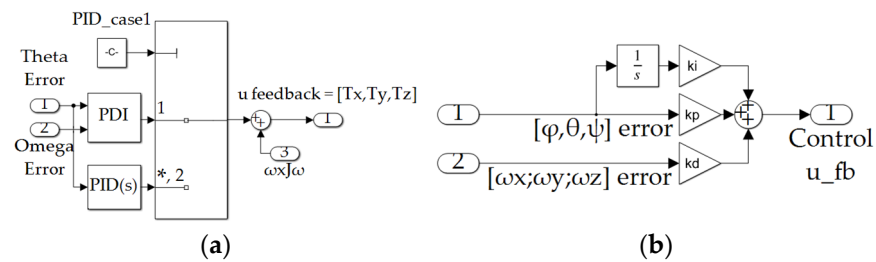 PID_case1
-C-
Theta
Error
1
2
Omega
Error
PDI
PID(s)
1
*, 2
u feedback = [Tx,Ty,Tz]
++
1
3
ωxJω
(a)
1
s
ki
1
[φ,θ,ψ] error
kp
2
[ωx;ωy;ωz] error
kd
1
Control
u_fb
(b)